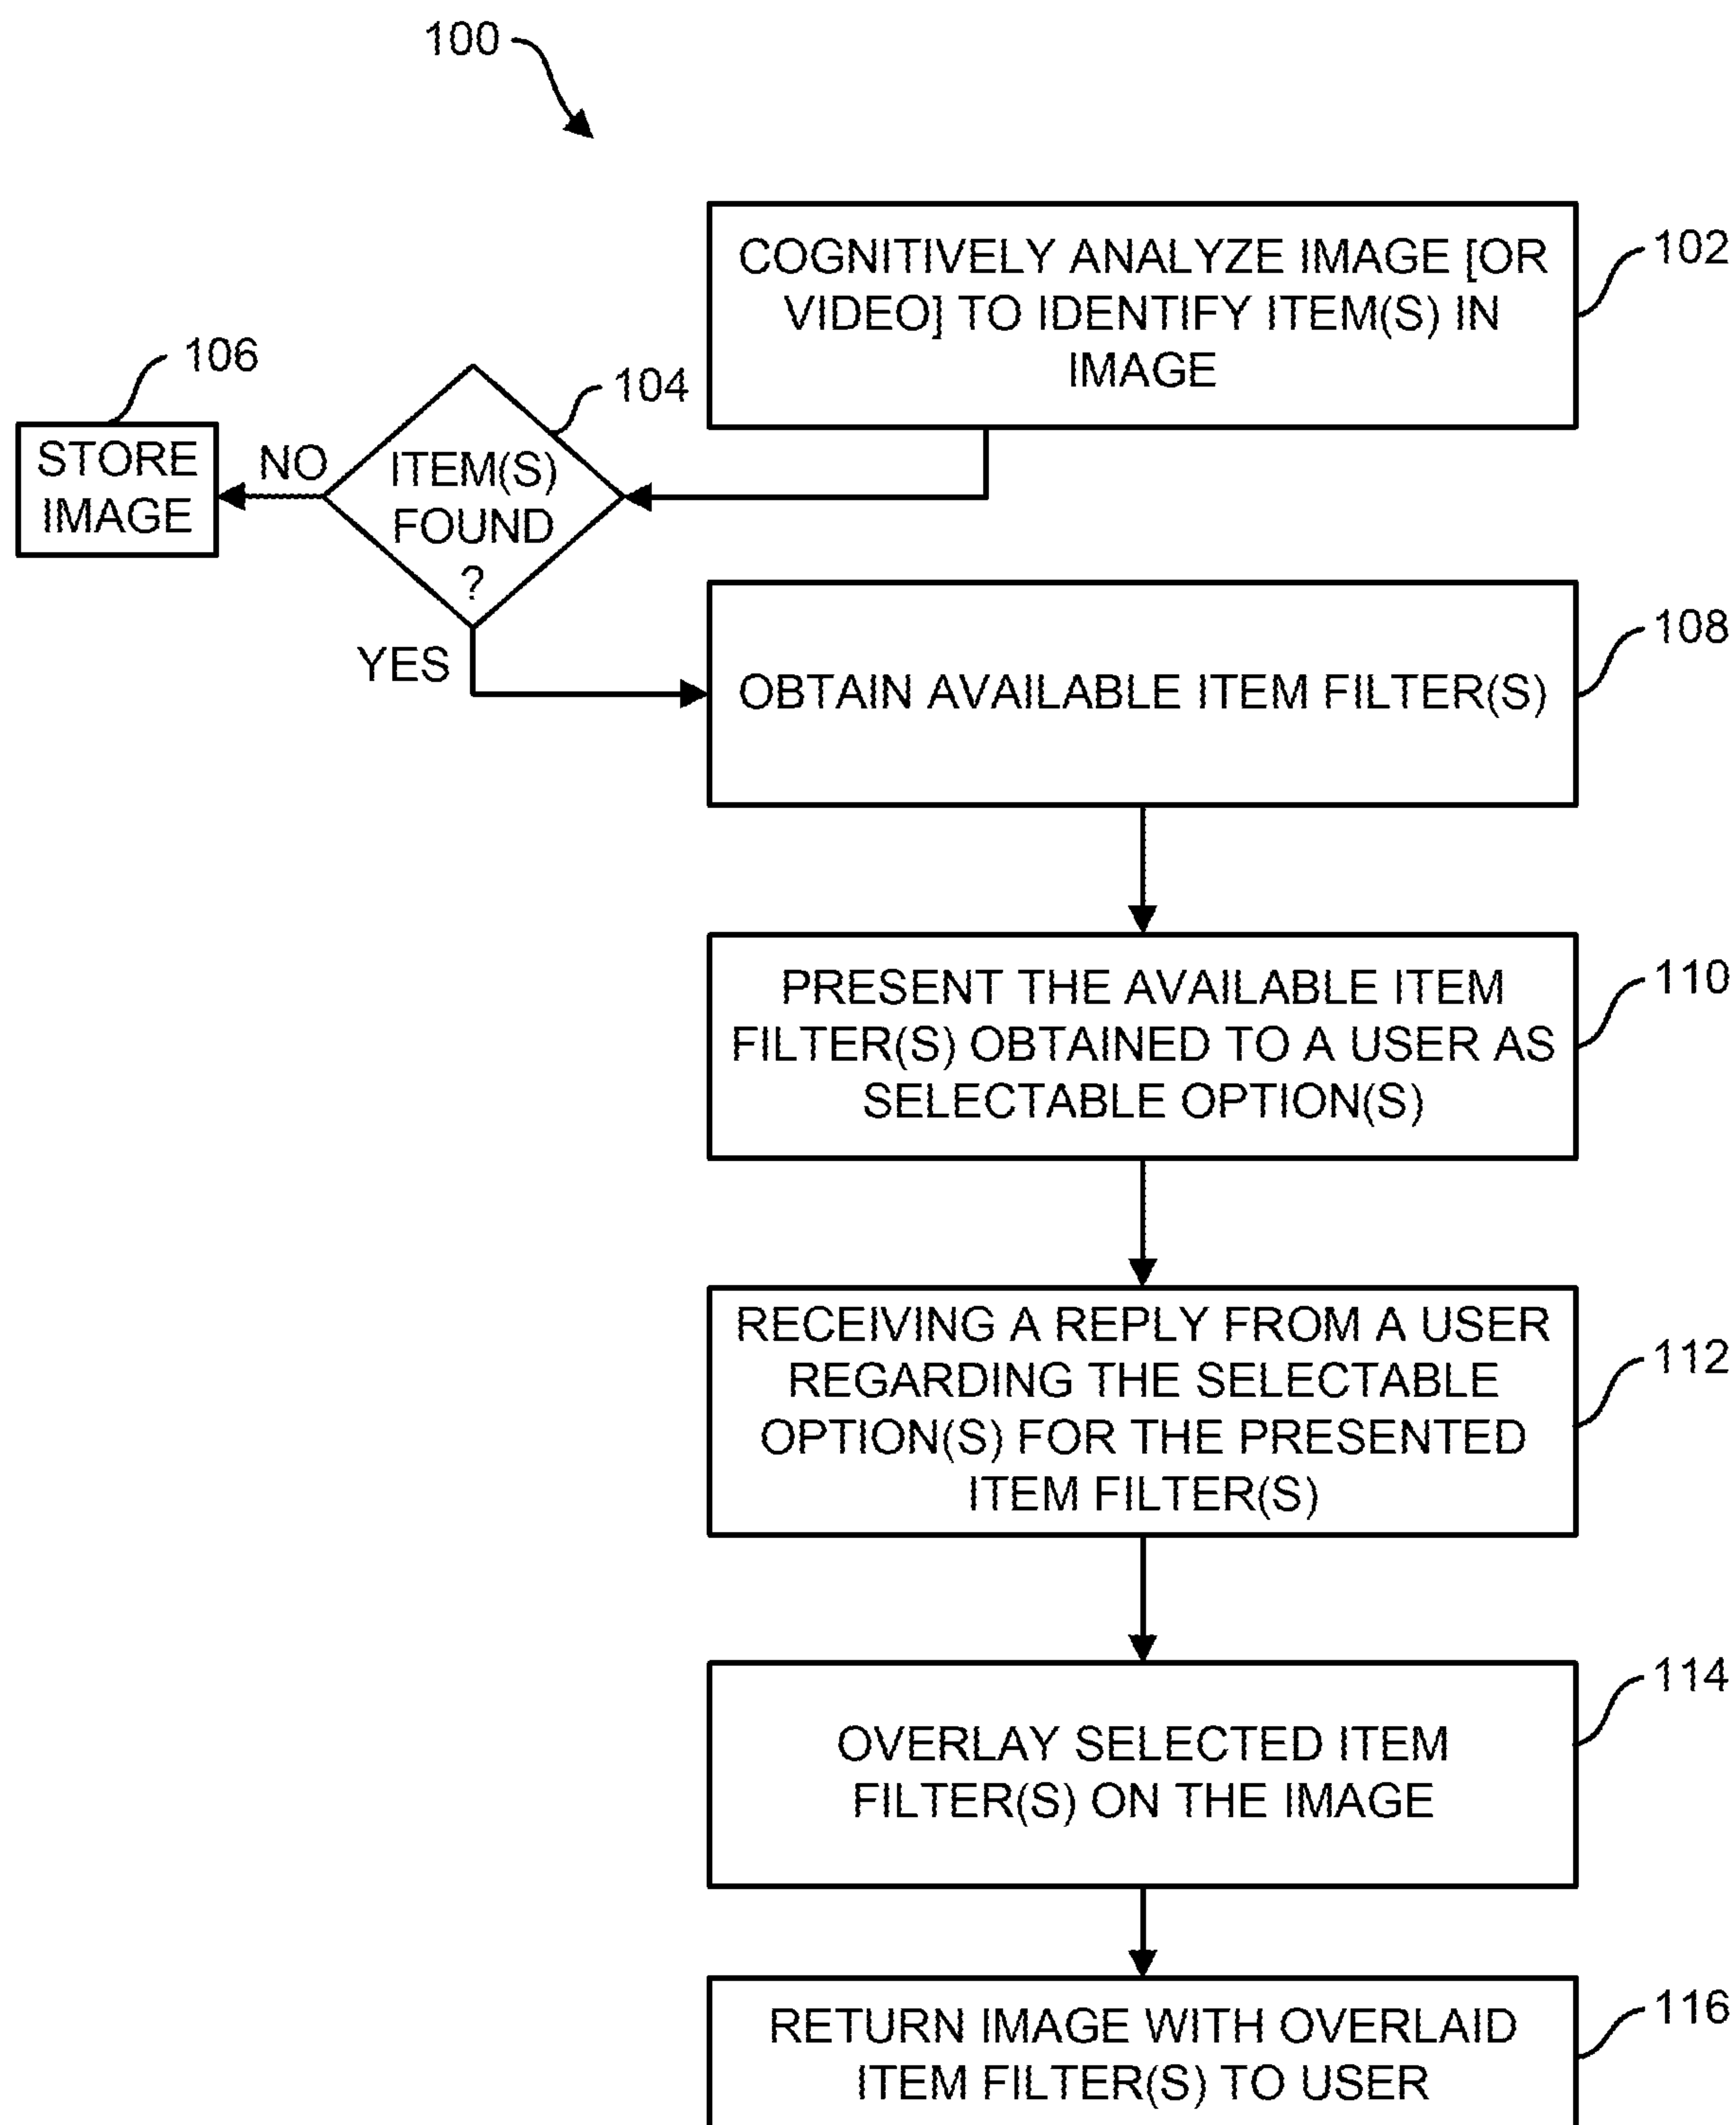 100
COGNITIVELY ANALYZE IMAGE [OR
VIDEO] TO IDENTIFY ITEM(S) IN
IMAGE
102
106
104
STORE
IMAGE
NO
ITEM(S)
FOUND
?
YES
OBTAIN AVAILABLE ITEM FILTER(S)
108
PRESENT THE AVAILABLE ITEM
FILTER(S) OBTAINED TO A USER AS
SELECTABLE OPTION(S)
110
RECEIVING A REPLY FROM A USER
REGARDING THE SELECTABLE
OPTION(S) FOR THE PRESENTED
ITEM FILTER(S)
112
OVERLAY SELECTED ITEM
FILTER(S) ON THE IMAGE
114
RETURN IMAGE WITH OVERLAID
ITEM FILTER(S) TO USER
116